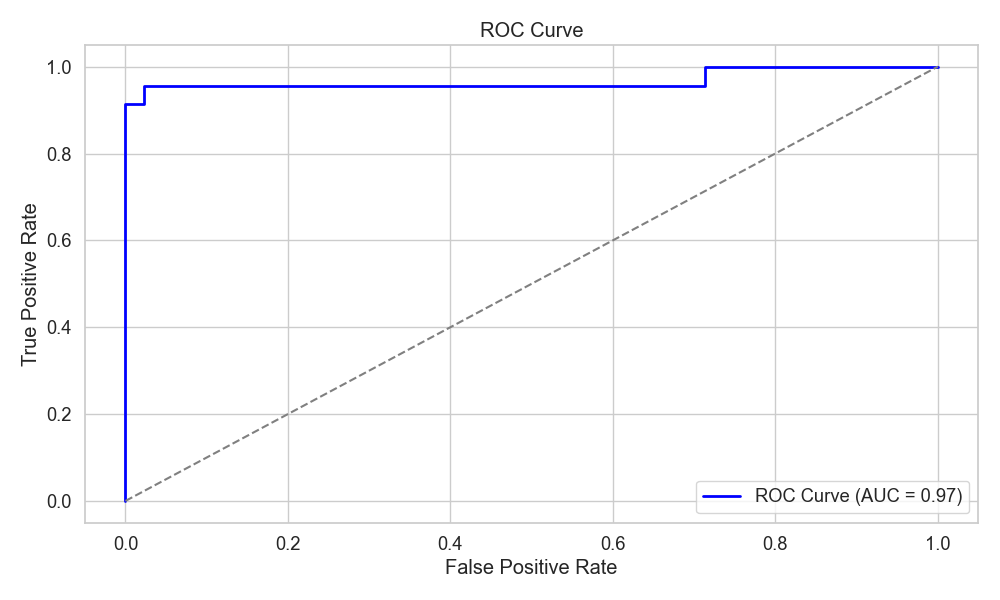 ROC Curve
True Positive Rate
1.0
0.8
0.6
0.4
0.2
0.0
ROC Curve (AUC = 0.97)
0.0 0.2 0.4 0.6 0.8 1.0
False Positive Rate